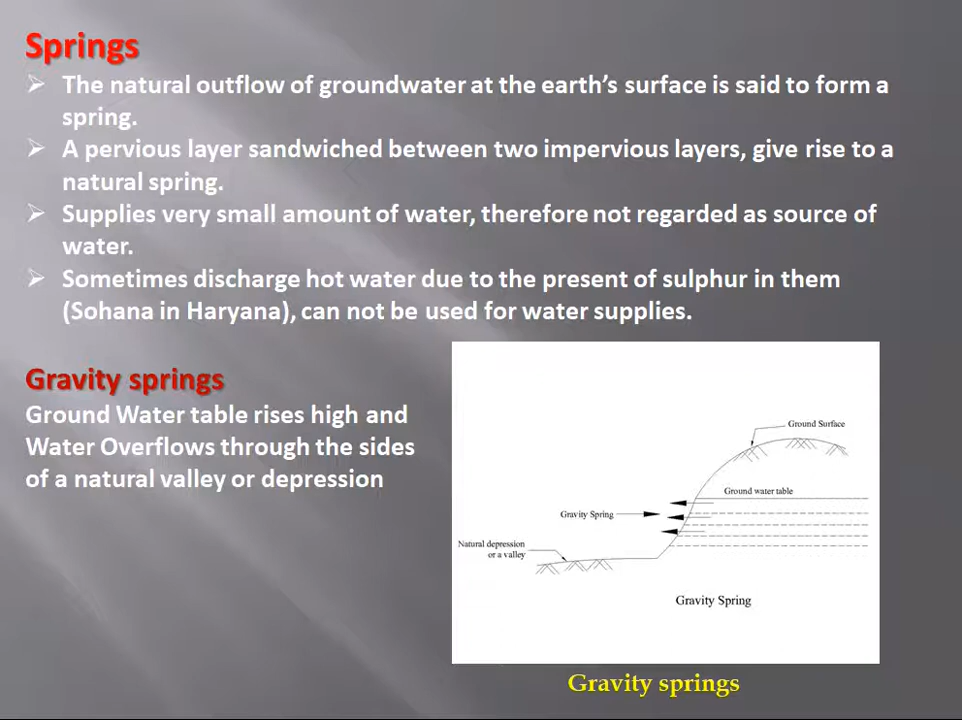 Springs
The natural outflow of groundwater at the earth's surface is said to form a
spring.
A pervious layer sandwiched between two impervious layers, give rise to a
natural spring.
Supplies very small amount of water, therefore not regarded as source of
water.
Sometimes discharge hot water due to the present of sulphur in them
(Sohana in Haryana), can not be used for water supplies.
Gravity springs
Ground Water table rises high and
Water Overflows through the sides
of a natural valley or depression
Ground Surface
Ground water table
Gravity Spring
Natural depression
or a valley
Gravity Spring
Gravity springs